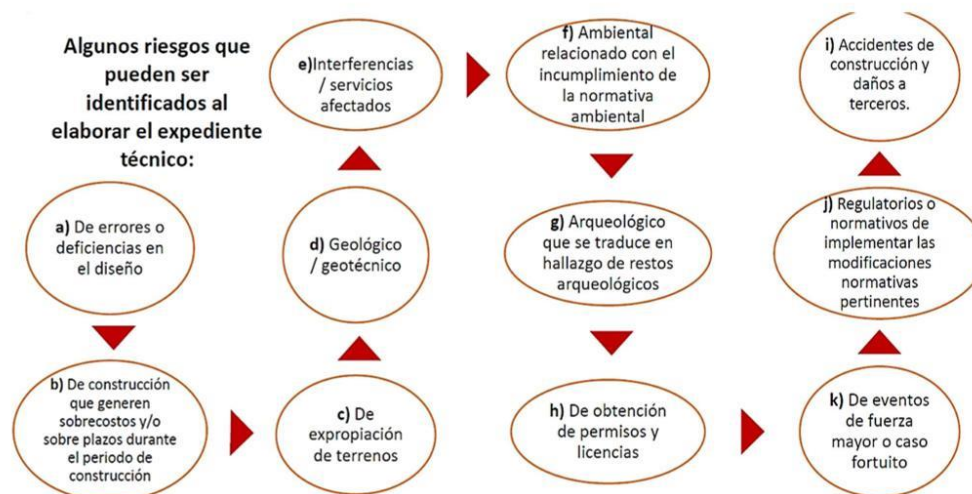 Algunos riesgos que
pueden ser
identificados al
elaborar el expediente
técnico:
a) De errores o
deficiencias en
el diseño
b) De construcción
que generen
sobrecostos y/o
sobre plazos durante
el periodo de
construcción
c) De
expropiación
de terrenos
d) Geológico
/ geotécnico
e)Interferencias
/ servicios
afectados
f) Ambiental
relacionado con el
incumplimiento de
la normativa
ambiental
g) Arqueológico
que se traduce en
hallazgo de restos
arqueológicos
h) De obtención
de permisos y
licencias
k) De eventos
de fuerza
mayor o caso
fortuito
j) Regulatorios o
normativos de
implementar las
modificaciones
normativas
pertinentes
i) Accidentes de
construcción y
daños a
terceros.